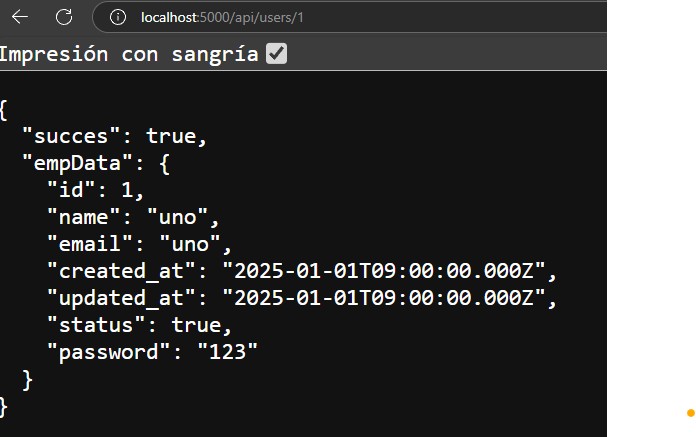 localhost:5000/api/users/1
Impresión con sangría
{
  "succes": true,
  "empData": {
    "id": 1,
    "name": "uno",
    "email": "uno",
    "created_at": "2025-01-01T09:00:00.000Z",
    "updated_at": "2025-01-01T09:00:00.000Z",
    "status": true,
    "password": "123"
  }
}